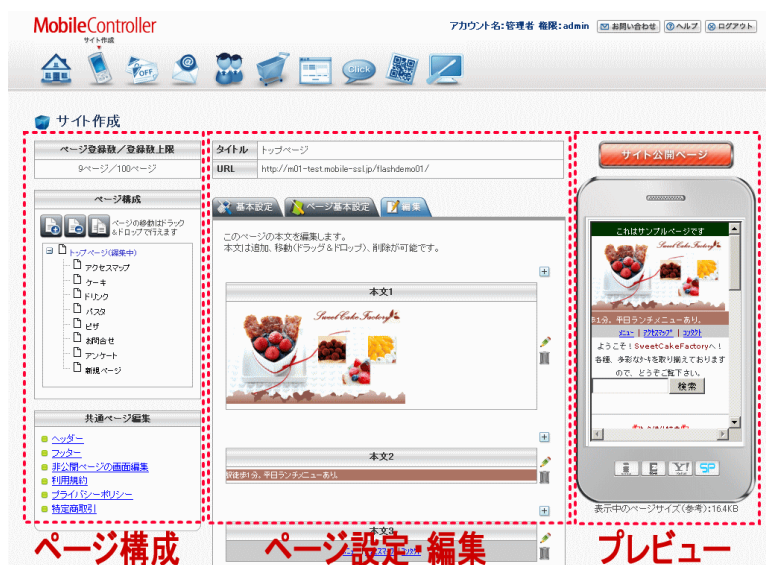 MobileController
アカウント名:管理者 権限:admin
お問い合わせ
ヘルプ
ログアウト
サイト作成
OFF
Click
サイト作成
ページ登録数／登録数上限
9ページ／100ページ
ページ構成
ページの移動はドラック
&ドロップで行えます
トップページ(編集中)
アクセスマップ
ケーキ
ドリンク
パスタ
ピザ
お問合せ
アンケート
新規ページ
共通ページ編集
ヘッダー
フッター
非公開ページの画面編集
利用規約
プライバシーポリシー
特定商取引
ページ構成
タイトル トップページ
URL http://m01-test.mobile-ssl.jp/flashdemo01/
基本設定
ページ基本設定
編集
このページの本文を編集します。
本文は追加、移動(ドラッグ&ドロップ)、削除が可能です。
本文1
Sweet Cake Factory
本文2
駅徒歩1分。平日ランチメニューあり。
本文3
ページ設定・編集
サイト公開ページ
これはサンプルページです
Sweet Cake Factory
歩1分。平日ランチメニューあり。
メニュー | アクセスマップ | コンタクト
ようこそ！SweetCakeFactoryへ！
各種、多彩なケーキを取り揃えております
ので、どうぞご覧下さい。
検索
i E Y! SP
表示中のページサイズ(参考):16.4KB
プレビュー